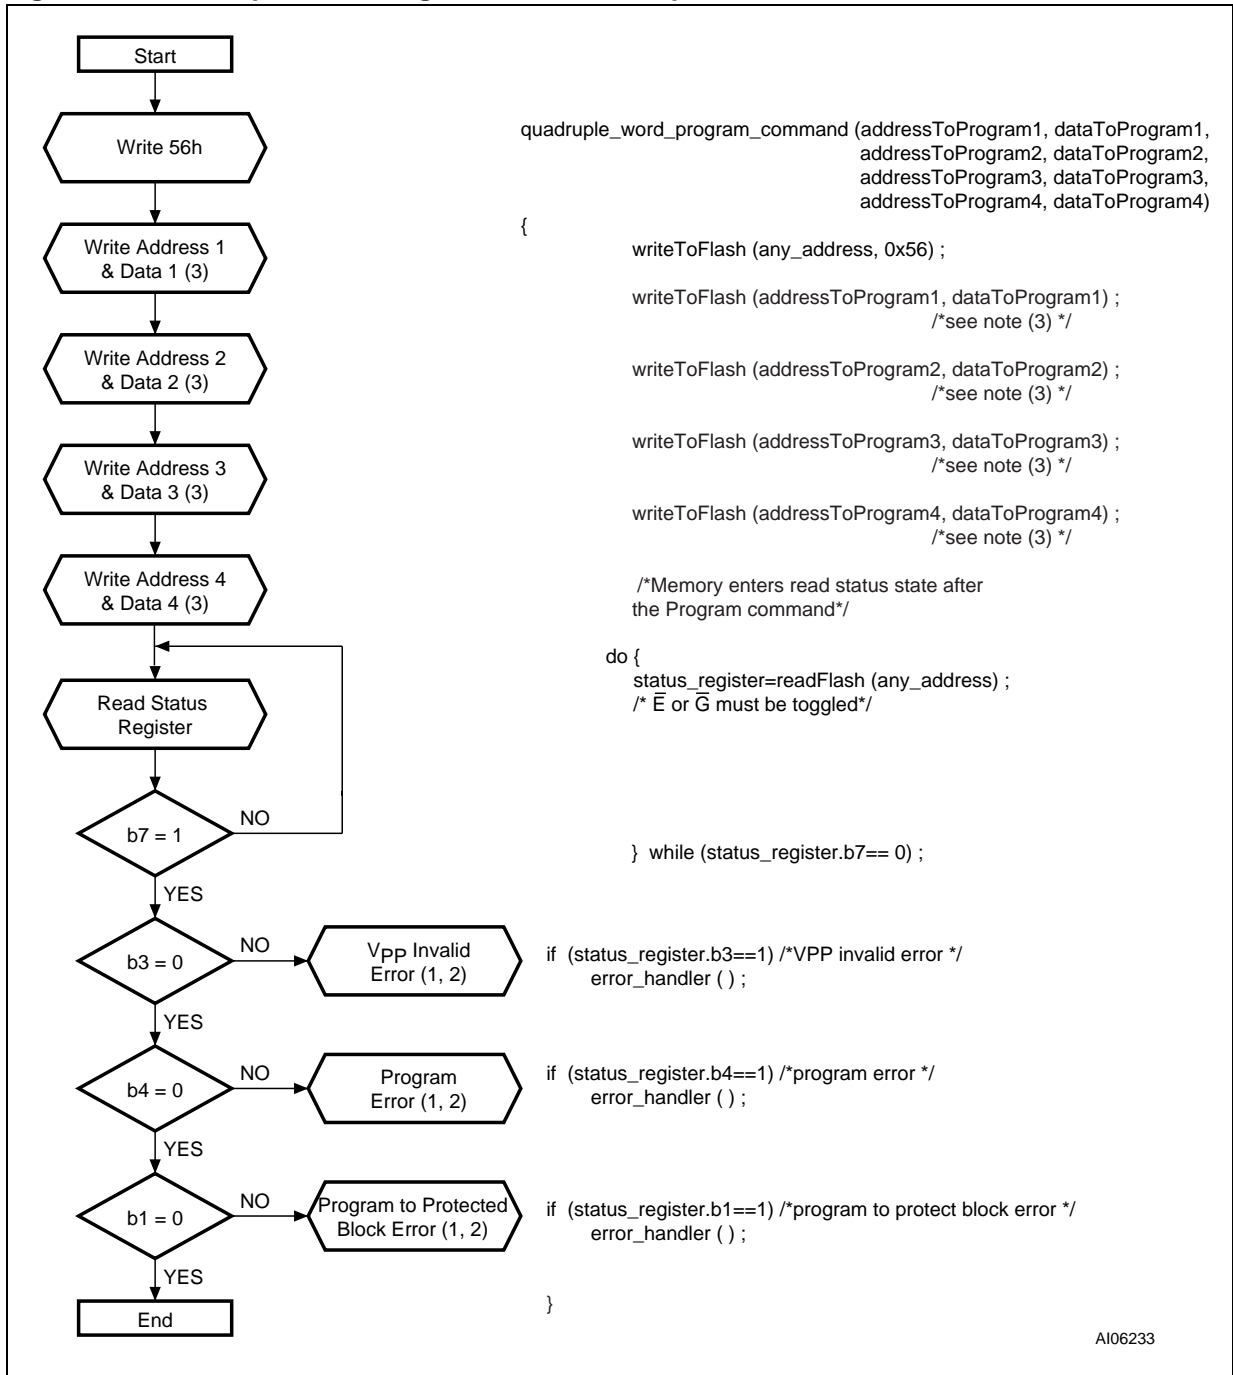 Start
Write 56h
Write Address 1
& Data 1 (3)
Write Address 2
& Data 2 (3)
Write Address 3
& Data 3 (3)
Write Address 4
& Data 4 (3)
Read Status
Register
b7 = 1
NO
YES
b3 = 0
NO
VPP Invalid
Error (1, 2)
YES
b4 = 0
NO
Program
Error (1, 2)
YES
b1 = 0
NO
Program to Protected
Block Error (1, 2)
YES
End
quadruple_word_program_command (addressToProgram1, dataToProgram1,
addressToProgram2, dataToProgram2,
addressToProgram3, dataToProgram3,
addressToProgram4, dataToProgram4)
{
writeToFlash (any_address, 0x56) ;
writeToFlash (addressToProgram1, dataToProgram1) ;
/*see note (3) */
writeToFlash (addressToProgram2, dataToProgram2) ;
/*see note (3) */
writeToFlash (addressToProgram3, dataToProgram3) ;
/*see note (3) */
writeToFlash (addressToProgram4, dataToProgram4) ;
/*see note (3) */
/*Memory enters read status state after
the Program command*/
do {
status_register=readFlash (any_address) ;
/* E̅ or G̅ must be toggled*/
} while (status_register.b7== 0) ;
if (status_register.b3==1) /*VPP invalid error */
error_handler ( ) ;
if (status_register.b4==1) /*program error */
error_handler ( ) ;
if (status_register.b1==1) /*program to protect block error */
error_handler ( ) ;
}
AI06233